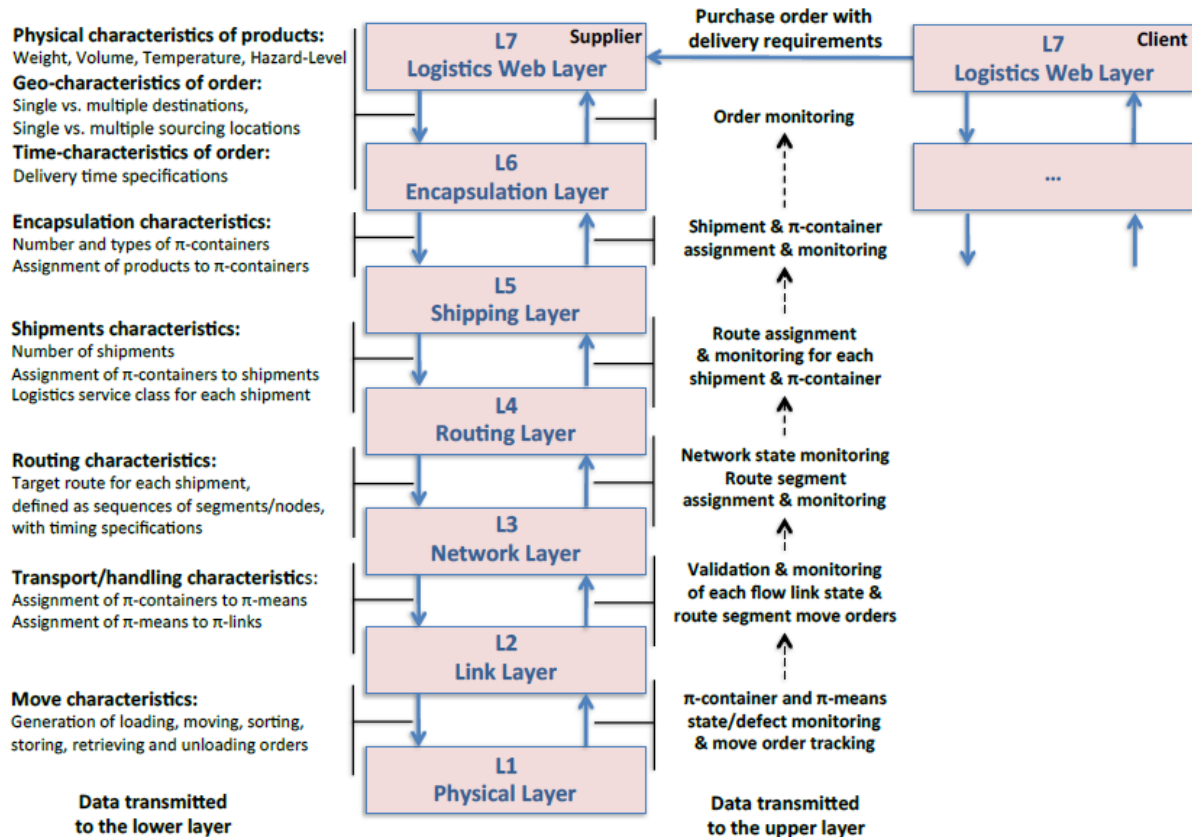 Physical characteristics of products:
Weight, Volume, Temperature, Hazard-Level
Geo-characteristics of order:
Single vs. multiple destinations,
Single vs. multiple sourcing locations
Time-characteristics of order:
Delivery time specifications
Encapsulation characteristics:
Number and types of π-containers
Assignment of products to π-containers
Shipments characteristics:
Number of shipments
Assignment of π-containers to shipments
Logistics service class for each shipment
Routing characteristics:
Target route for each shipment,
defined as sequences of segments/nodes,
with timing specifications
Transport/handling characteristics:
Assignment of π-containers to π-means
Assignment of π-means to π-links
Move characteristics:
Generation of loading, moving, sorting,
storing, retrieving and unloading orders
Data transmitted
to the lower layer
L7
Supplier
Logistics Web Layer
L6
Encapsulation Layer
L5
Shipping Layer
L4
Routing Layer
L3
Network Layer
L2
Link Layer
L1
Physical Layer
Purchase order with
delivery requirements
Order monitoring
Shipment & π-container
assignment & monitoring
Route assignment
& monitoring for each
shipment & π-container
Network state monitoring
Route segment
assignment & monitoring
Validation & monitoring
of each flow link state &
route segment move orders
π-container and π-means
state/defect monitoring
& move order tracking
Data transmitted
to the upper layer
L7
Client
Logistics Web Layer
...